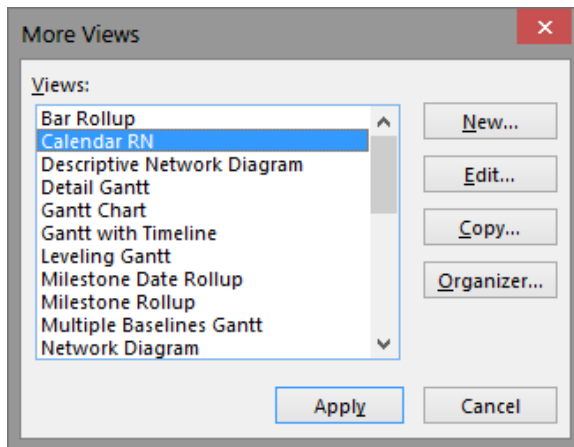 More Views
Views:
Bar Rollup
Calendar RN
Descriptive Network Diagram
Detail Gantt
Gantt Chart
Gantt with Timeline
Leveling Gantt
Milestone Date Rollup
Milestone Rollup
Multiple Baselines Gantt
Network Diagram
New...
Edit...
Copy...
Organizer...
Apply
Cancel